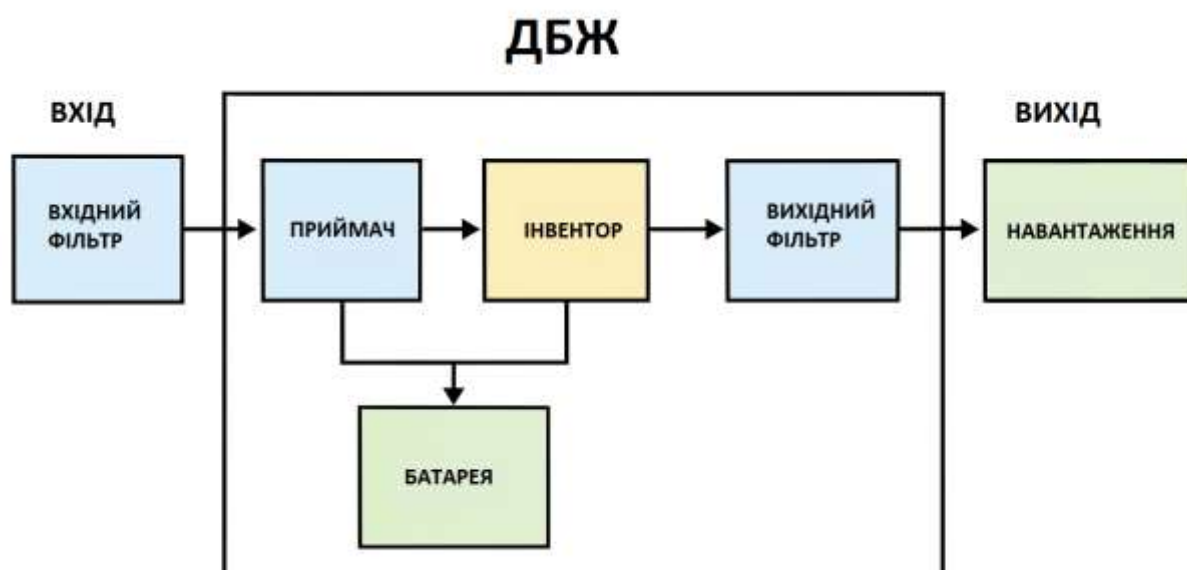 ДБЖ
ВХІД
ВИХІД
ВХІДНИЙ
ФІЛЬТР
ПРИЙМАЧ
ІНВЕНТОР
ВИХІДНИЙ
ФІЛЬТР
НАВАНТАЖЕННЯ
БАТАРЕЯ